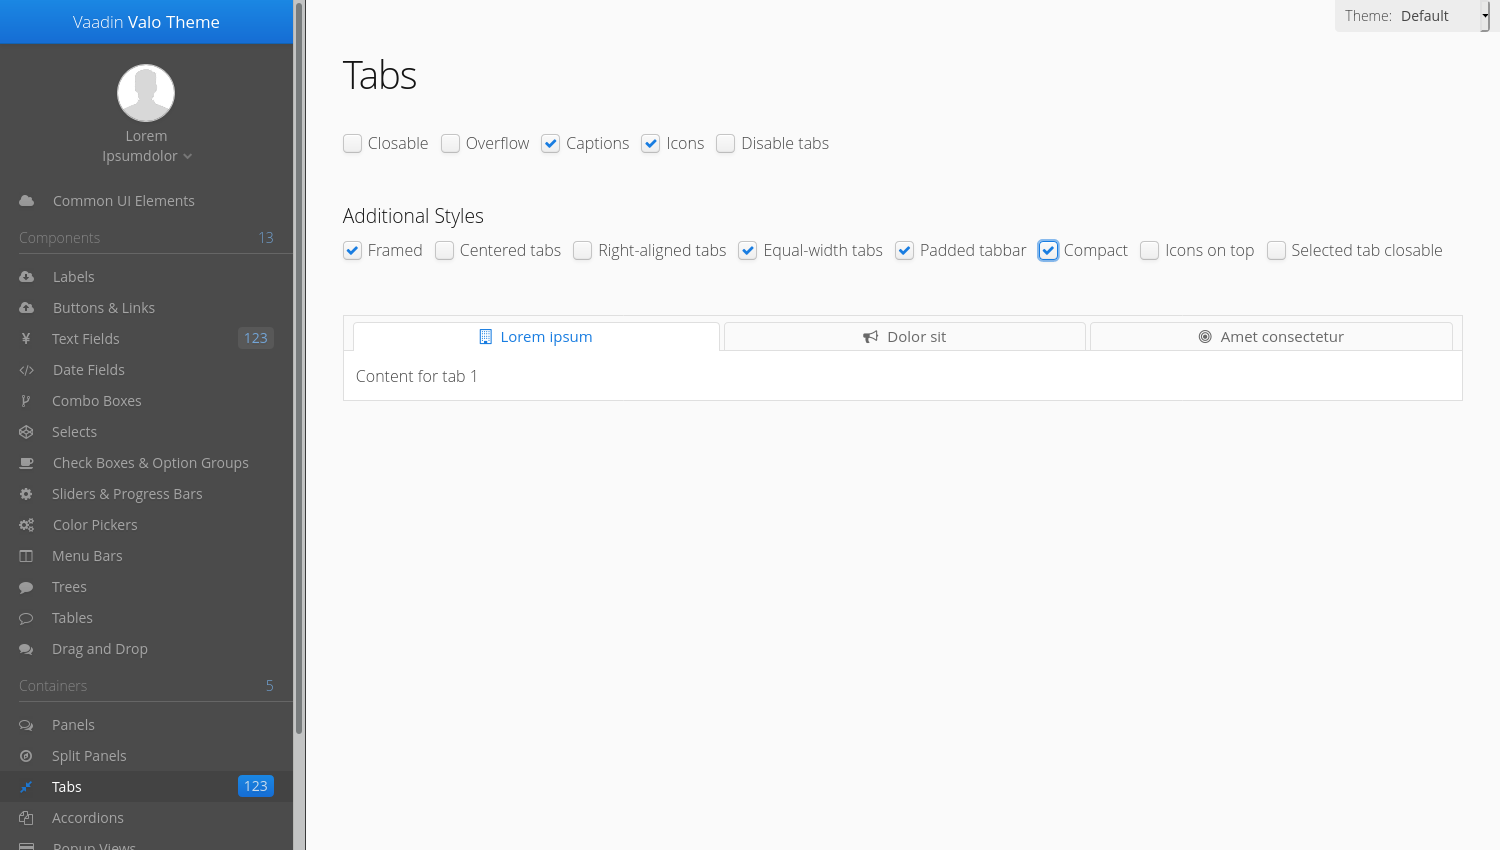 Vaadin Valo Theme
Lorem
Ipsumdolor
Common UI Elements
Components 13
Labels
Buttons & Links
Text Fields 123
Date Fields
Combo Boxes
Selects
Check Boxes & Option Groups
Sliders & Progress Bars
Color Pickers
Menu Bars
Trees
Tables
Drag and Drop
Containers 5
Panels
Split Panels
Tabs 123
Accordions
Popup Views
Theme: Default
Tabs
Closable Overflow Captions Icons Disable tabs
Additional Styles
Framed Centered tabs Right-aligned tabs Equal-width tabs Padded tabbar Compact Icons on top Selected tab closable
Lorem ipsum Dolor sit Amet consectetur
Content for tab 1